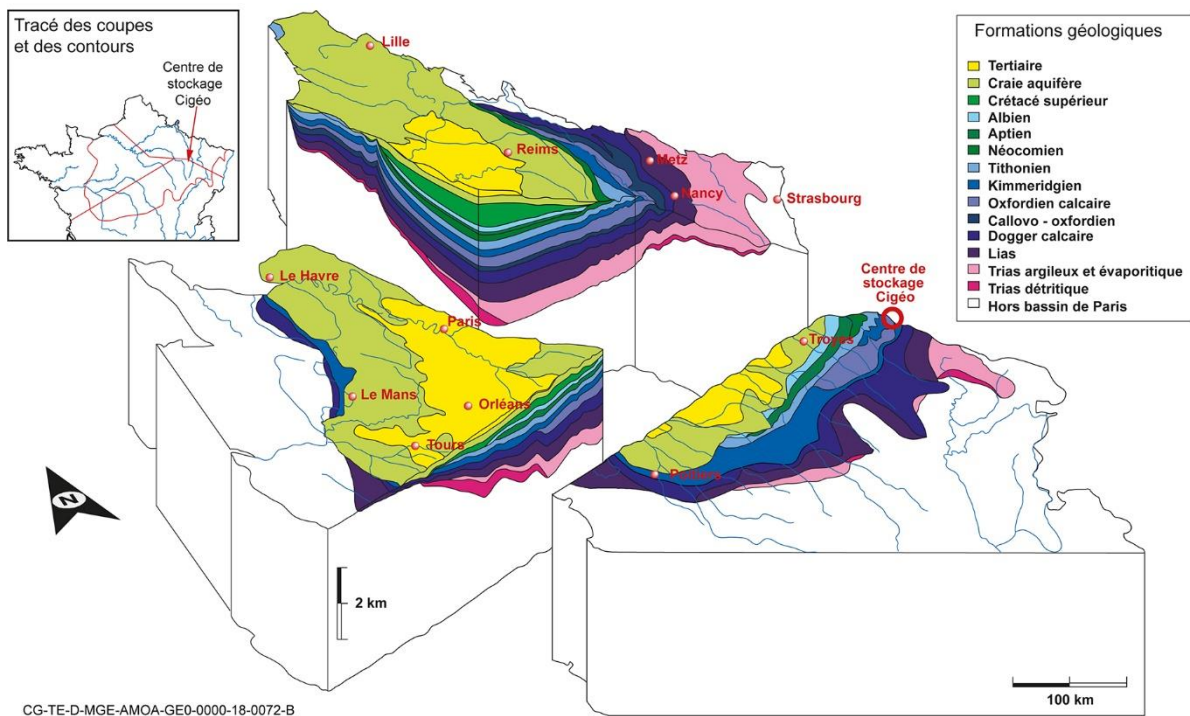 Tracé des coupes
et des contours
Centre de
stockage
Cigéo
Lille
Reims
Metz
Nancy
Strasbourg
Le Havre
Paris
Le Mans
Orléans
Tours
Centre de
stockage
Cigéo
Troyes
Poitiers
Formations géologiques
Tertiaire
Craie aquifère
Crétacé supérieur
Albien
Aptien
Néocomien
Tithonien
Kimmeridgien
Oxfordien calcaire
Callovo - oxfordien
Dogger calcaire
Lias
Trias argileux et évaporitique
Trias détritique
Hors bassin de Paris
N
2 km
100 km
CG-TE-D-MGE-AMOA-GE0-0000-18-0072-B